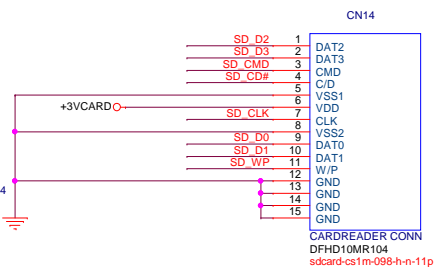 CN14
SD_D2 1 DAT2
SD_D3 2 DAT3
SD_CMD 3 CMD
SD_CD# 4 C/D
5 VSS1
+3VCARD 6 VDD
SD_CLK 7 CLK
8 VSS2
SD_D0 9 DAT0
SD_D1 10 DAT1
SD_WP 11 W/P
12 GND
13 GND
4 14 GND
15 GND
CARDREADER CONN
DFHD10MR104
sdcard-cs1m-098-h-n-11p